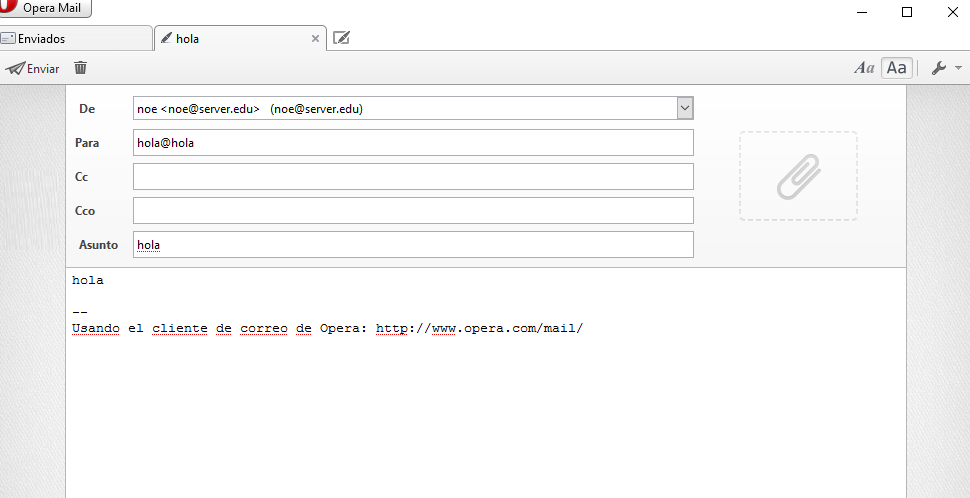 Opera Mail
Enviados
hola
Enviar
Aa Aa
De noe <noe@server.edu> (noe@server.edu)
Para hola@hola
Cc
Cco
Asunto hola
hola
--
Usando el cliente de correo de Opera: http://www.opera.com/mail/